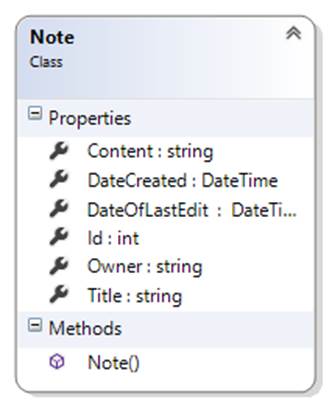 Note
Class
Properties
Content : string
DateCreated : DateTime
DateOfLastEdit : DateTi...
Id : int
Owner : string
Title : string
Methods
Note()